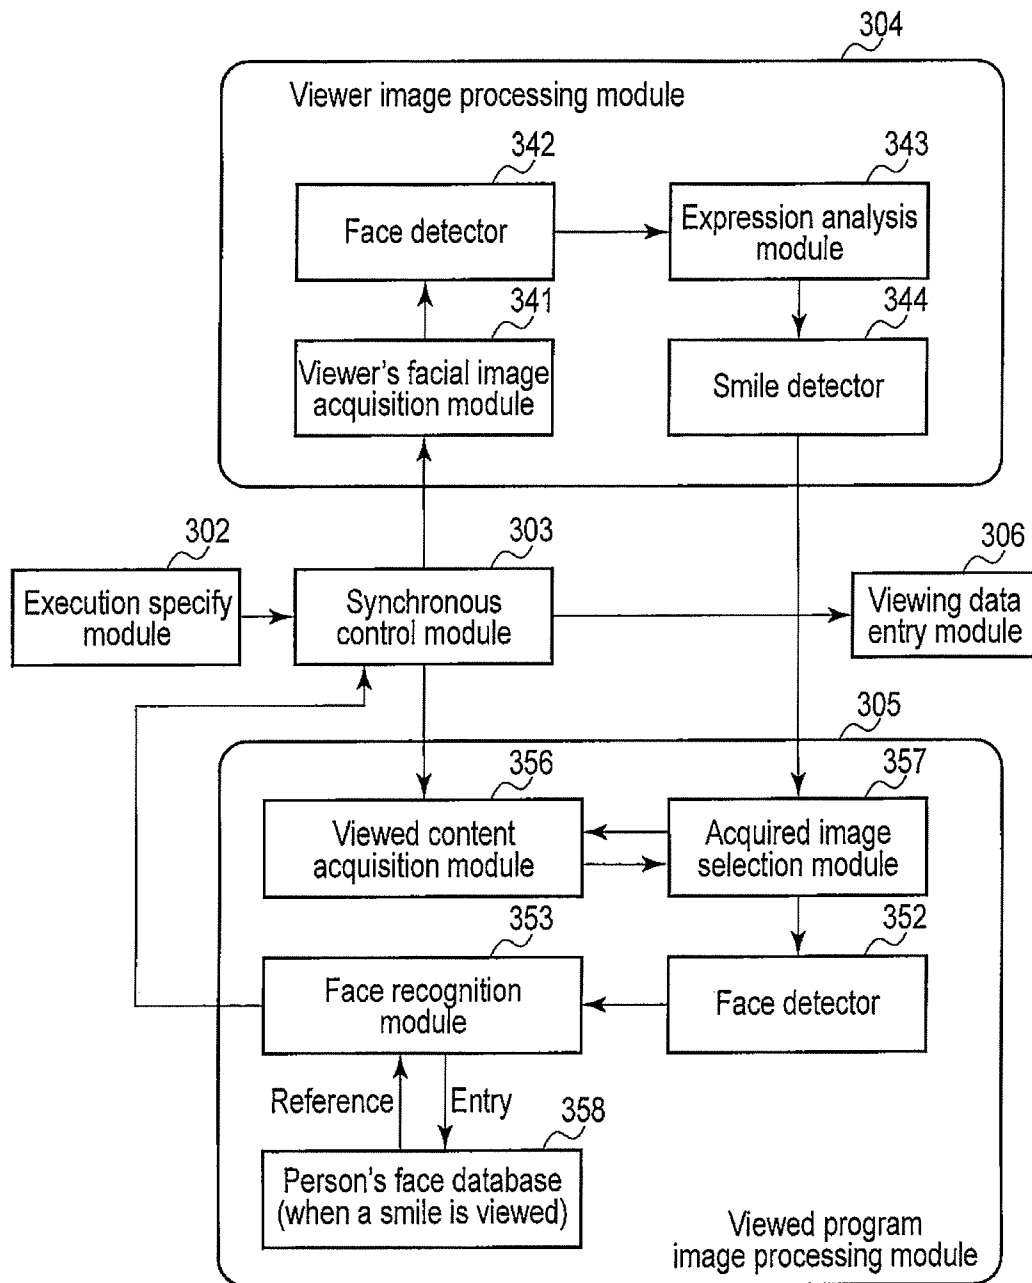 304
Viewer image processing module
342
343
Face detector
Expression analysis
module
341
344
Viewer's facial image
acquisition module
Smile detector
302
303
306
Execution specify
module
Synchronous
control module
Viewing data
entry module
305
356
357
Viewed content
acquisition module
Acquired image
selection module
353
352
Face recognition
module
Face detector
Reference
Entry
358
Person's face database
(when a smile is viewed)
Viewed program
image processing module